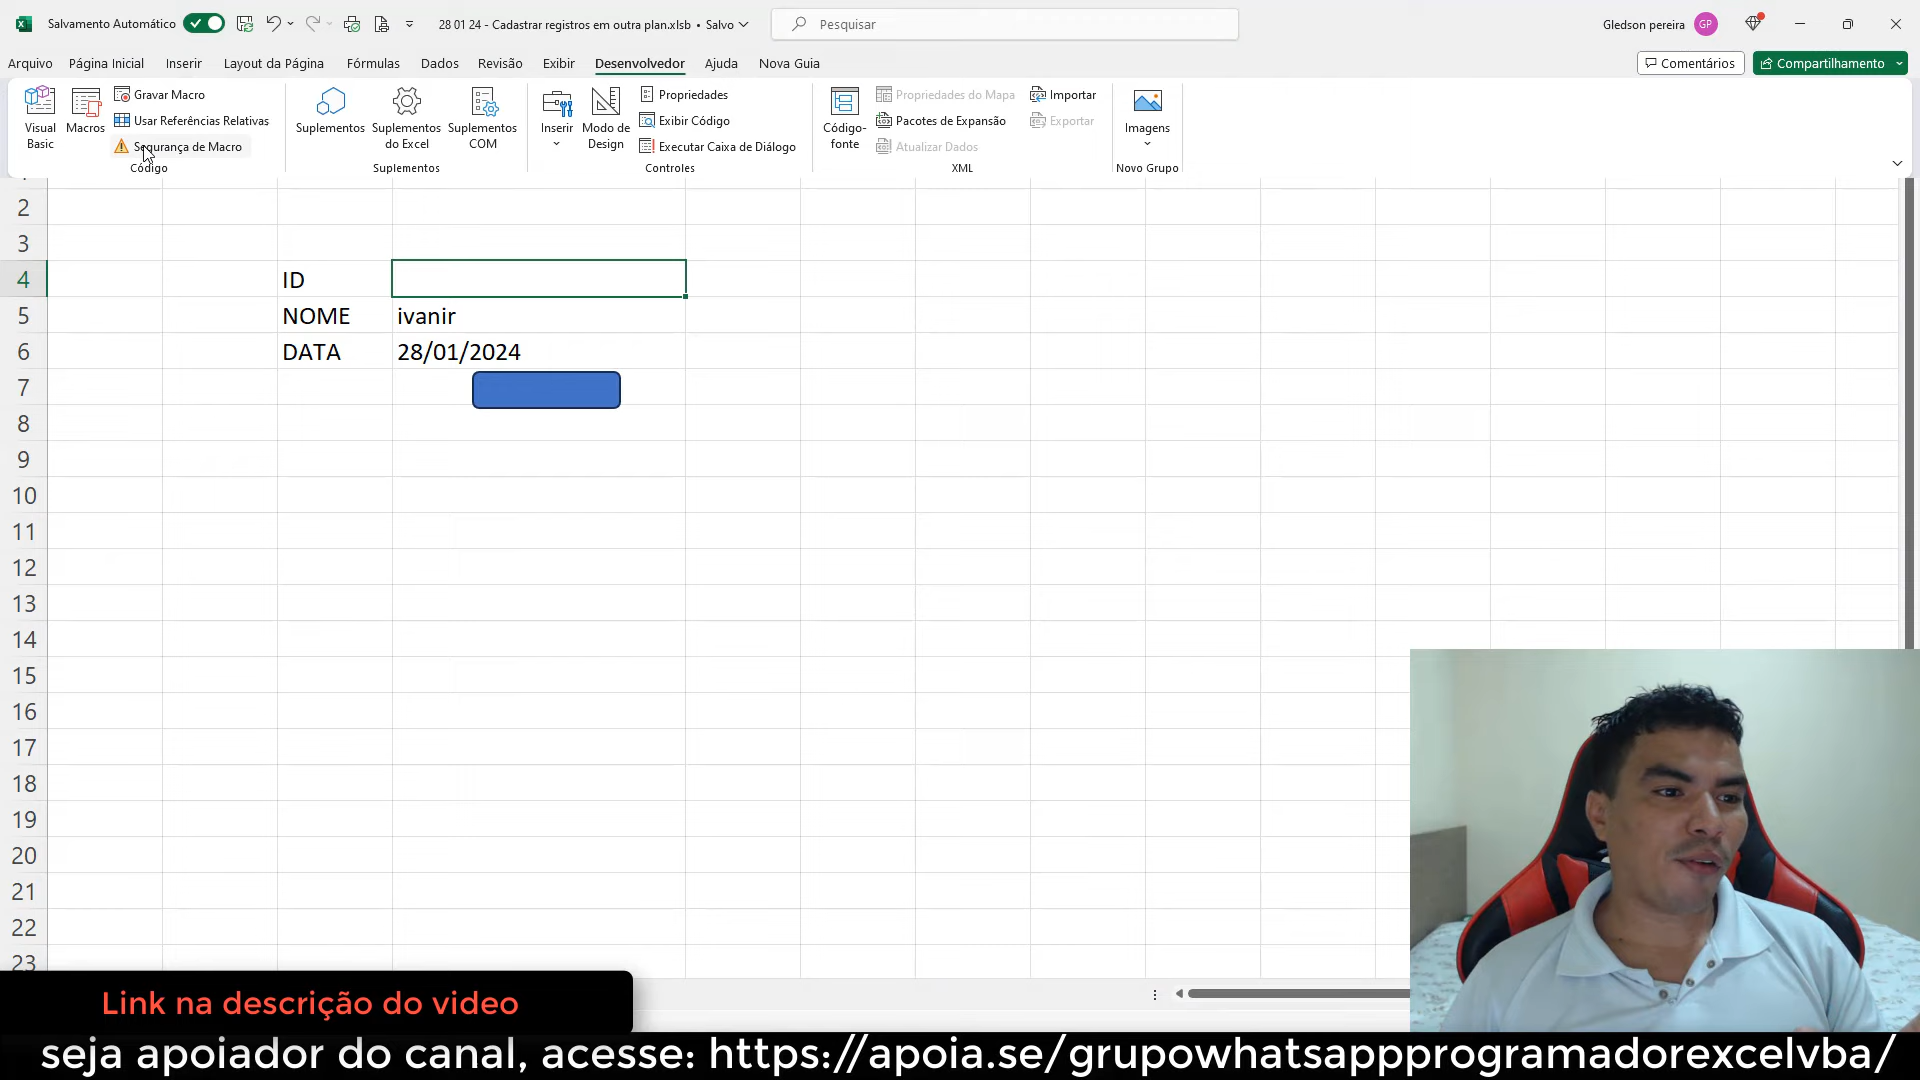 Salvamento Automático
28 01 24 - Cadastrar registros em outra plan.xlsb • Salvo
Pesquisar
Gledson pereira
GP
Arquivo
Página Inicial
Inserir
Layout da Página
Fórmulas
Dados
Revisão
Exibir
Desenvolvedor
Ajuda
Nova Guia
Comentários
Compartilhamento
Visual Basic
Macros
Gravar Macro
Usar Referências Relativas
Segurança de Macro
Código
Suplementos
Suplementos do Excel
Suplementos COM
Suplementos
Inserir
Modo de Design
Propriedades
Exibir Código
Executar Caixa de Diálogo
Controles
Código-fonte
Propriedades do Mapa
Pacotes de Expansão
Atualizar Dados
Importar
Exportar
XML
Imagens
Novo Grupo
2
3
4 ID
5 NOME ivanir
6 DATA 28/01/2024
7
8
9
10
11
12
13
14
15
16
17
18
19
20
21
22
23
Link na descrição do video
seja apoiador do canal, acesse: https://apoia.se/grupowhatsappprogramadorexcelvba/